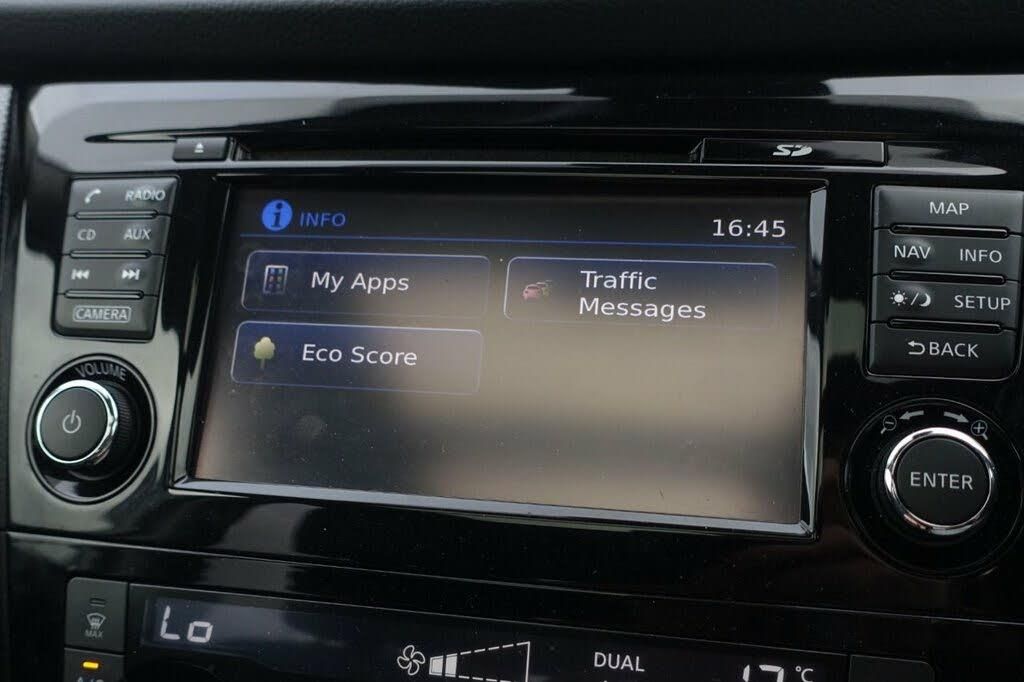 SD
RADIO
CD AUX
CAMERA
VOLUME
INFO
16:45
My Apps
Traffic
Messages
Eco Score
MAP
NAV INFO
SETUP
BACK
ENTER
MAX
Lo
DUAL
17°C